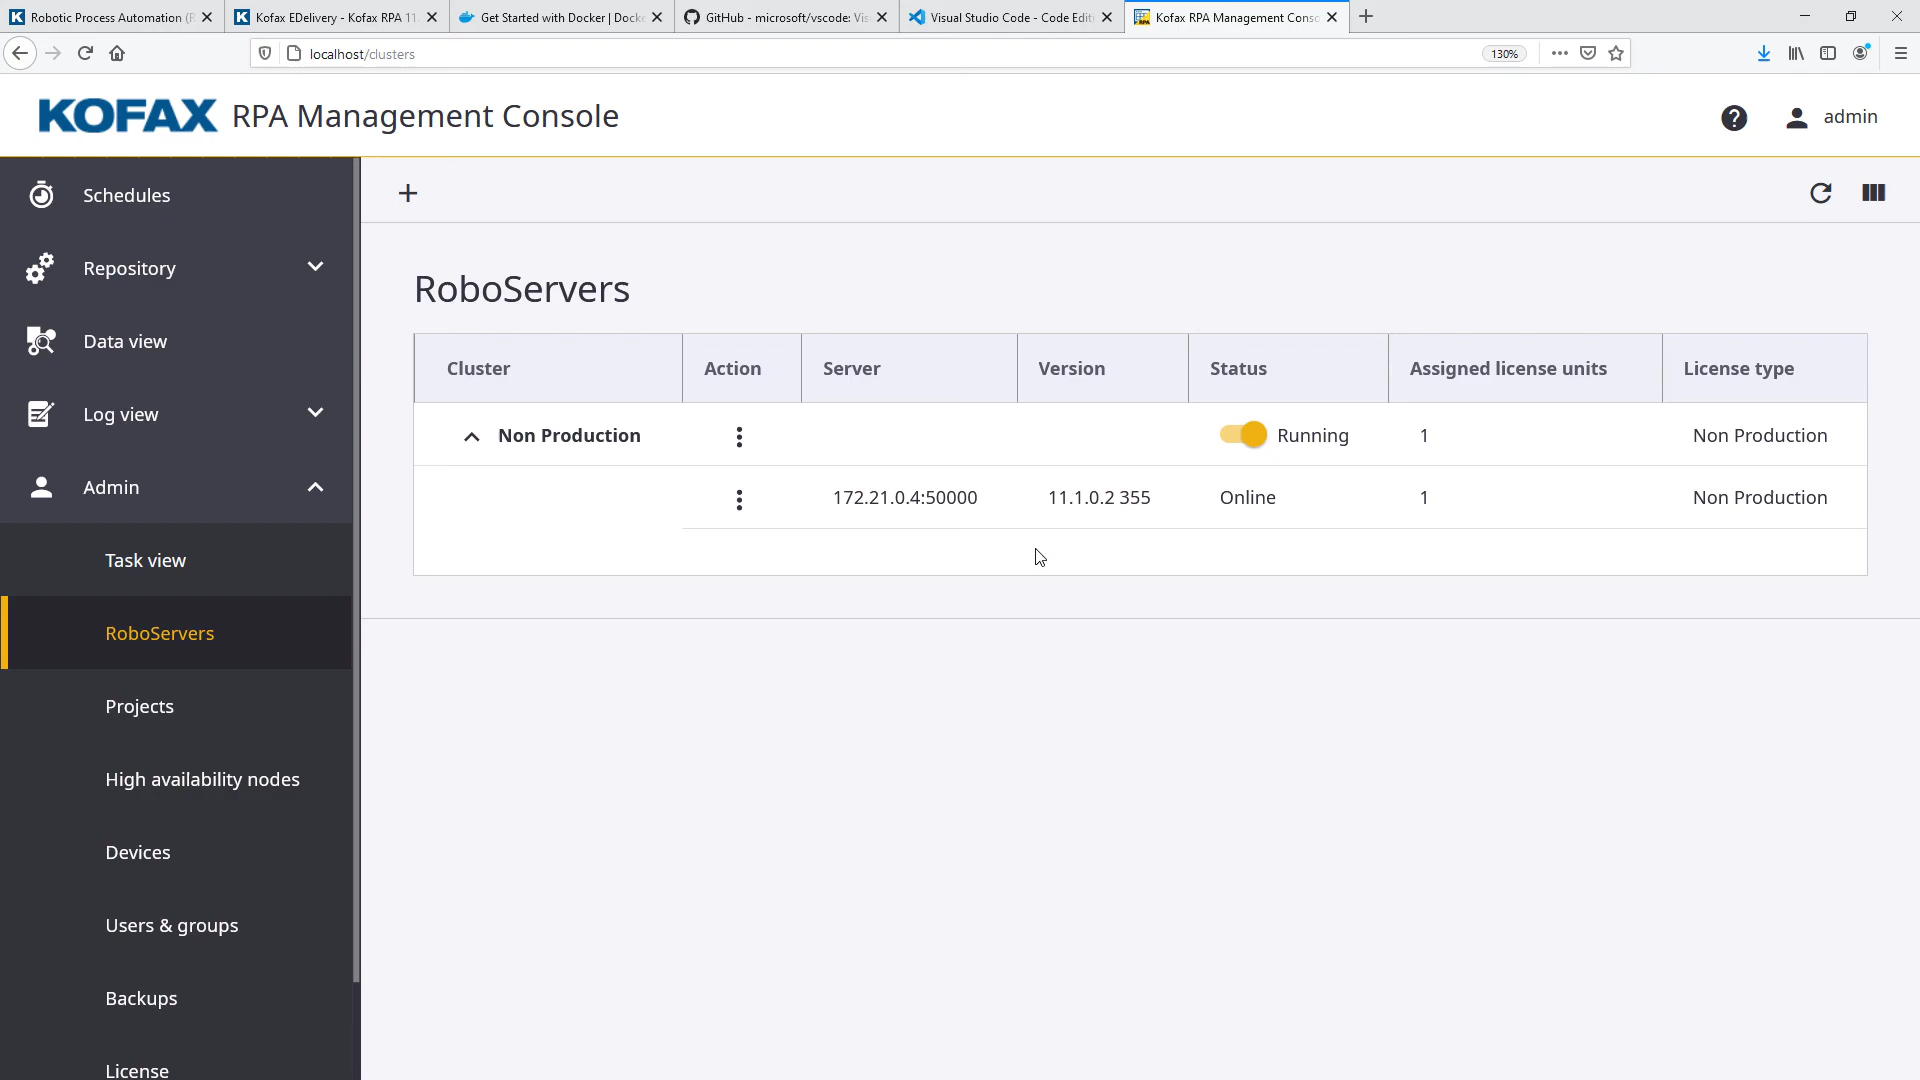 Robotic Process Automation (R
Kofax EDelivery - Kofax RPA 11.
Get Started with Docker | Docke
GitHub - microsoft/vscode: Vis
Visual Studio Code - Code Edit
Kofax RPA Management Conso
localhost/clusters
130%
KOFAX RPA Management Console
? admin
Schedules
Repository
Data view
Log view
Admin
Task view
RoboServers
Projects
High availability nodes
Devices
Users & groups
Backups
License
RoboServers
Cluster Action Server Version Status Assigned license units License type
Non Production Running 1 Non Production
172.21.0.4:50000 11.1.0.2 355 Online 1 Non Production